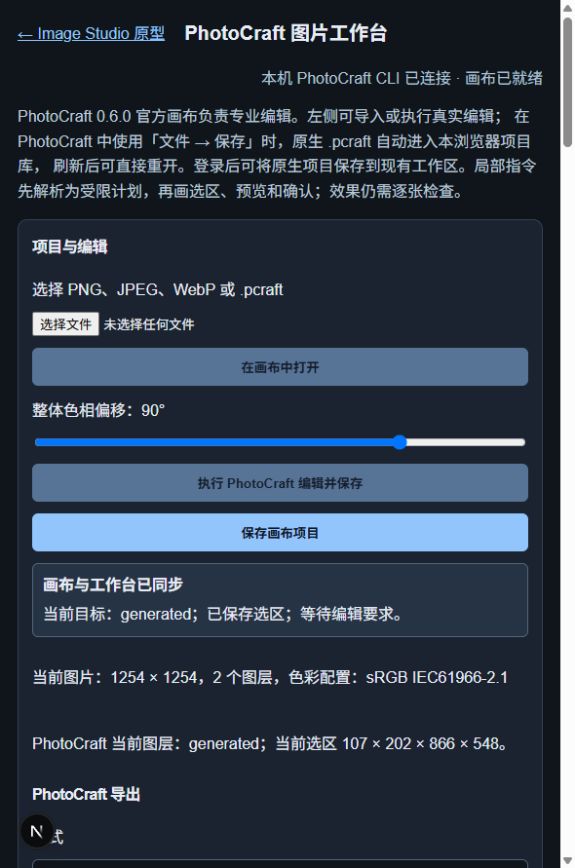 ← Image Studio 原型 PhotoCraft 图片工作台
本机 PhotoCraft CLI 已连接 · 画布已就绪
PhotoCraft 0.6.0 官方画布负责专业编辑。左侧可导入或执行真实编辑； 在
PhotoCraft 中使用「文件 → 保存」时，原生 .pcraft 自动进入本浏览器项目
库， 刷新后可直接重开。登录后可将原生项目保存到现有工作区。局部指令
先解析为受限计划，再画选区、预览和确认；效果仍需逐张检查。
项目与编辑
选择 PNG、JPEG、WebP 或 .pcraft
选择文件 未选择任何文件
在画布中打开
整体色相偏移：90°
执行 PhotoCraft 编辑并保存
保存画布项目
画布与工作台已同步
当前目标：generated；已保存选区；等待编辑要求。
当前图片：1254 × 1254，2 个图层，色彩配置：sRGB IEC61966-2.1
PhotoCraft 当前图层：generated；当前选区 107 × 202 × 866 × 548。
PhotoCraft 导出
N
式